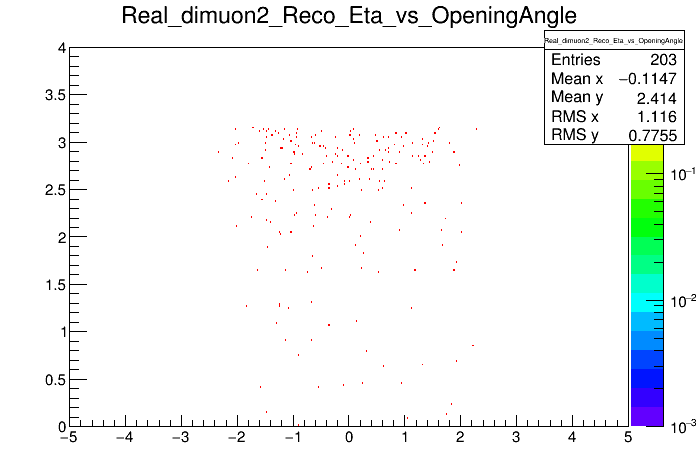 Real_dimuon2_Reco_Eta_vs_OpeningAngle
Real_dimuon2_Reco_Eta_vs_OpeningAngle
Entries 203
Mean x −0.1147
Mean y 2.414
RMS x 1.116
RMS y 0.7755
4
3.5
3
2.5
2
1.5
1
0.5
0
−5 −4 −3 −2 −1 0 1 2 3 4 5
10−1
10−2
10−3